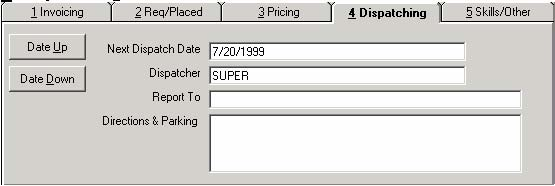 1 Invoicing 2 Req/Placed 3 Pricing 4 Dispatching 5 Skills/Other
Date Up Next Dispatch Date 7/20/1999
Date Down Dispatcher SUPER
Report To
Directions & Parking